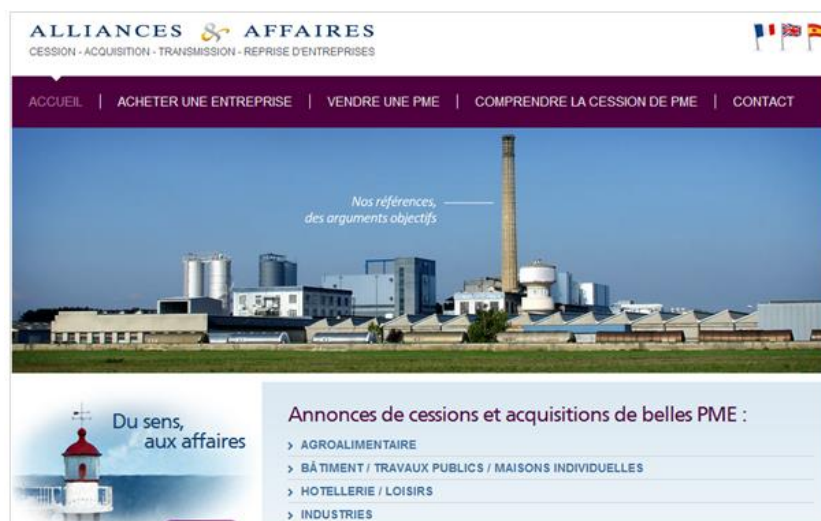 ALLIANCES & AFFAIRES
CESSION - ACQUISITION - TRANSMISSION - REPRISE D'ENTREPRISES
ACCUEIL | ACHETER UNE ENTREPRISE | VENDRE UNE PME | COMPRENDRE LA CESSION DE PME | CONTACT
Nos références,
des arguments objectifs
Du sens,
aux affaires
Annonces de cessions et acquisitions de belles PME :
> AGROALIMENTAIRE
> BÂTIMENT / TRAVAUX PUBLICS / MAISONS INDIVIDUELLES
> HOTELLERIE / LOISIRS
> INDUSTRIES